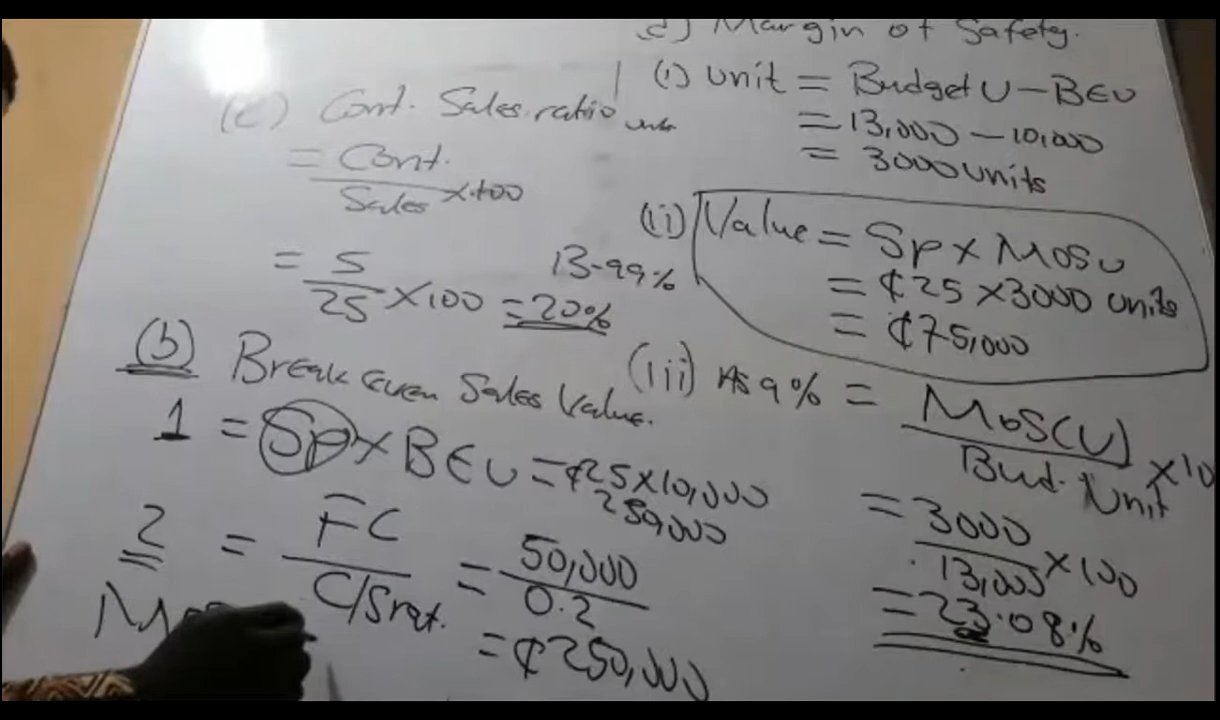 d) Margin of Safety.
(i) unit = Budget U - BEU
= 13,000 - 10,000
= 3000 units
(ii) Value = Sp x MOSU
= ₵25 x 3000 units
= ₵75,000
(iii) As a % = MOS(U) / Bud. Unit x 10
= 3000 / 13,000 x 100
= 23.08%
(c) Cont. Sales ratio
= Cont. / Sales x 100
= 5 / 25 x 100 = 20%
13.99%
(b) Break even Sales Value.
1 = Sp x BEU = ₵25 x 10,000
250,000
2 = FC / C/S rat. = 50,000 / 0.2
= ₵250,000